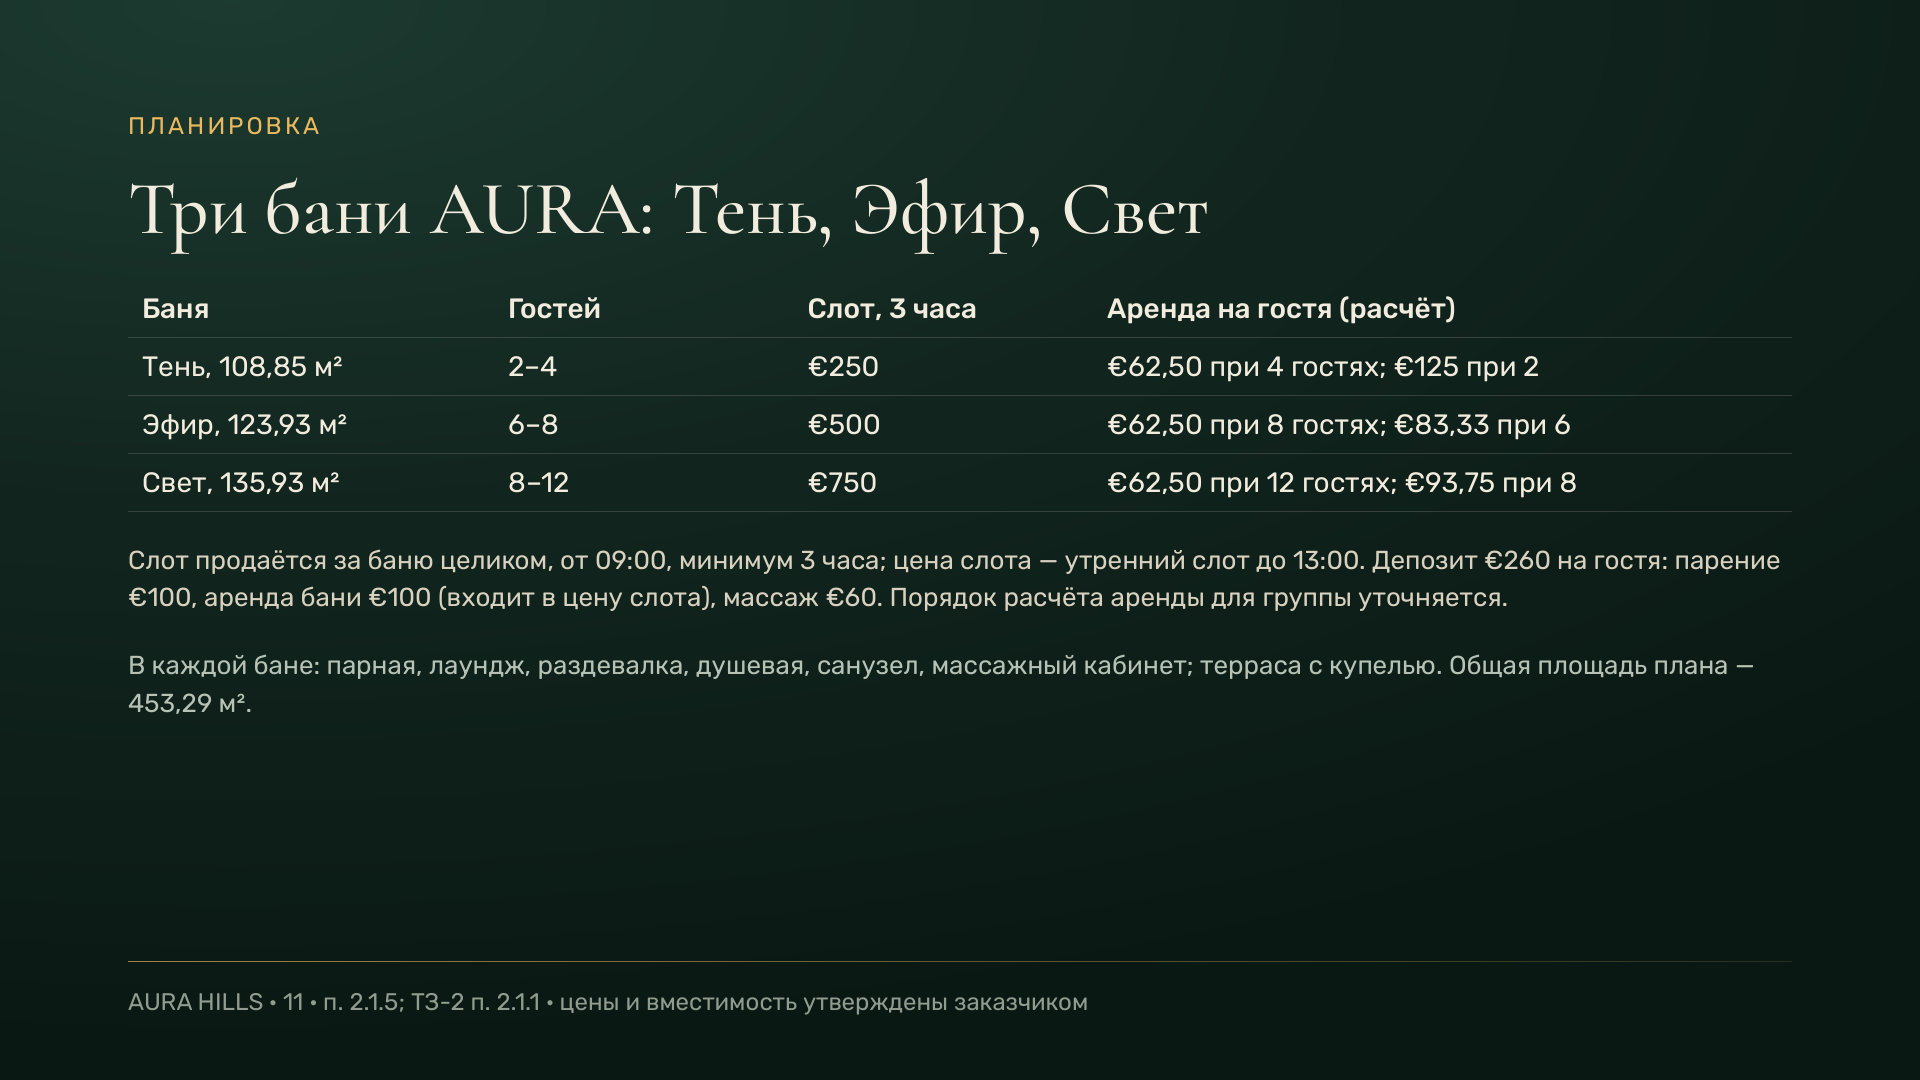 ПЛАНИРОВКА
Три бани AURA: Тень, Эфир, Свет
Баня Гостей Слот, 3 часа Аренда на гостя (расчёт)
Тень, 108,85 м² 2–4 €250 €62,50 при 4 гостях; €125 при 2
Эфир, 123,93 м² 6–8 €500 €62,50 при 8 гостях; €83,33 при 6
Свет, 135,93 м² 8–12 €750 €62,50 при 12 гостях; €93,75 при 8
Слот продаётся за баню целиком, от 09:00, минимум 3 часа; цена слота — утренний слот до 13:00. Депозит €260 на гостя: парение
€100, аренда бани €100 (входит в цену слота), массаж €60. Порядок расчёта аренды для группы уточняется.
В каждой бане: парная, лаундж, раздевалка, душевая, санузел, массажный кабинет; терраса с купелью. Общая площадь плана —
453,29 м².
AURA HILLS • 11 • п. 2.1.5; ТЗ-2 п. 2.1.1 • цены и вместимость утверждены заказчиком